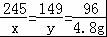 245/x = 149/y = 96/4.8g